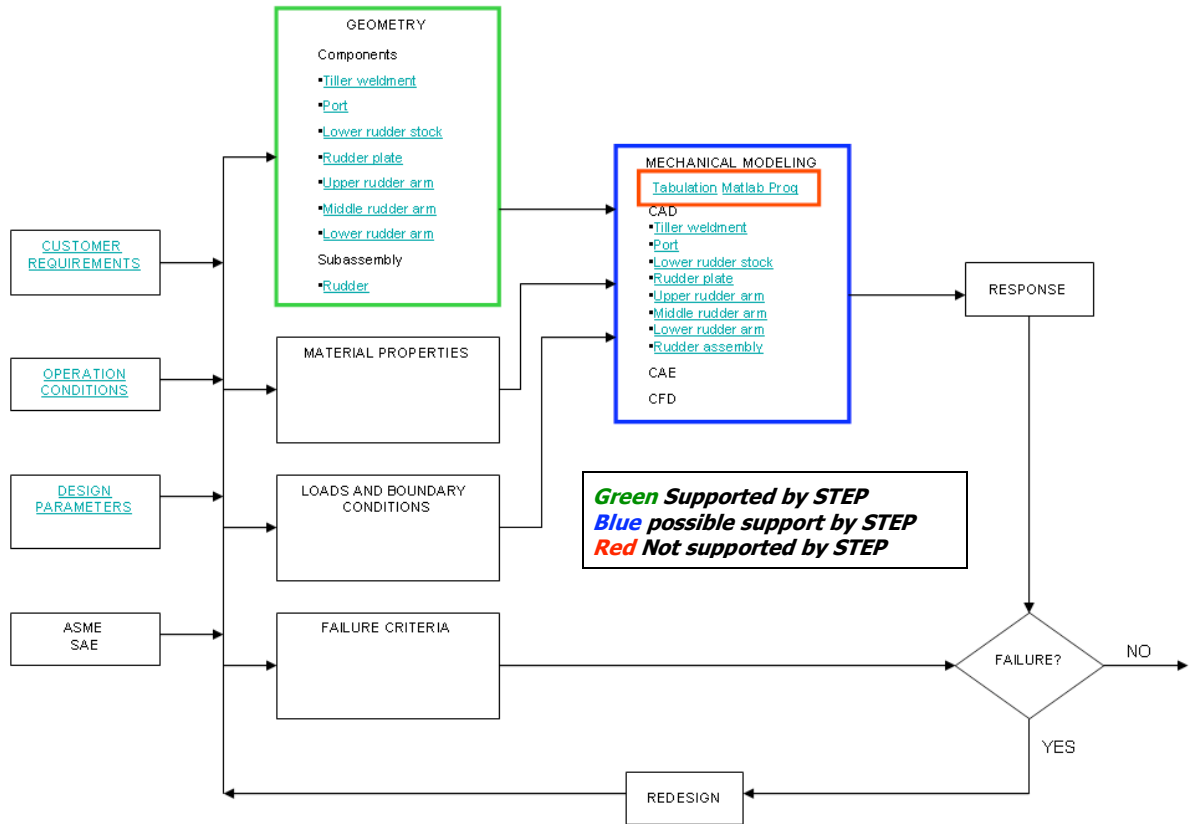 GEOMETRY
Components
▪Tiller weldment
▪Port
▪Lower rudder stock
▪Rudder plate
▪Upper rudder arm
▪Middle rudder arm
▪Lower rudder arm
Subassembly
▪Rudder
MECHANICAL MODELING
Tabulation Matlab Prog
CAD
▪Tiller weldment
▪Port
▪Lower rudder stock
▪Rudder plate
▪Upper rudder arm
▪Middle rudder arm
▪Lower rudder arm
▪Rudder assembly
CAE
CFD
CUSTOMER
REQUIREMENTS
RESPONSE
MATERIAL PROPERTIES
OPERATION
CONDITIONS
DESIGN
PARAMETERS
LOADS AND BOUNDARY
CONDITIONS
Green Supported by STEP
Blue possible support by STEP
Red Not supported by STEP
ASME
SAE
FAILURE CRITERIA
FAILURE?
NO
YES
REDESIGN